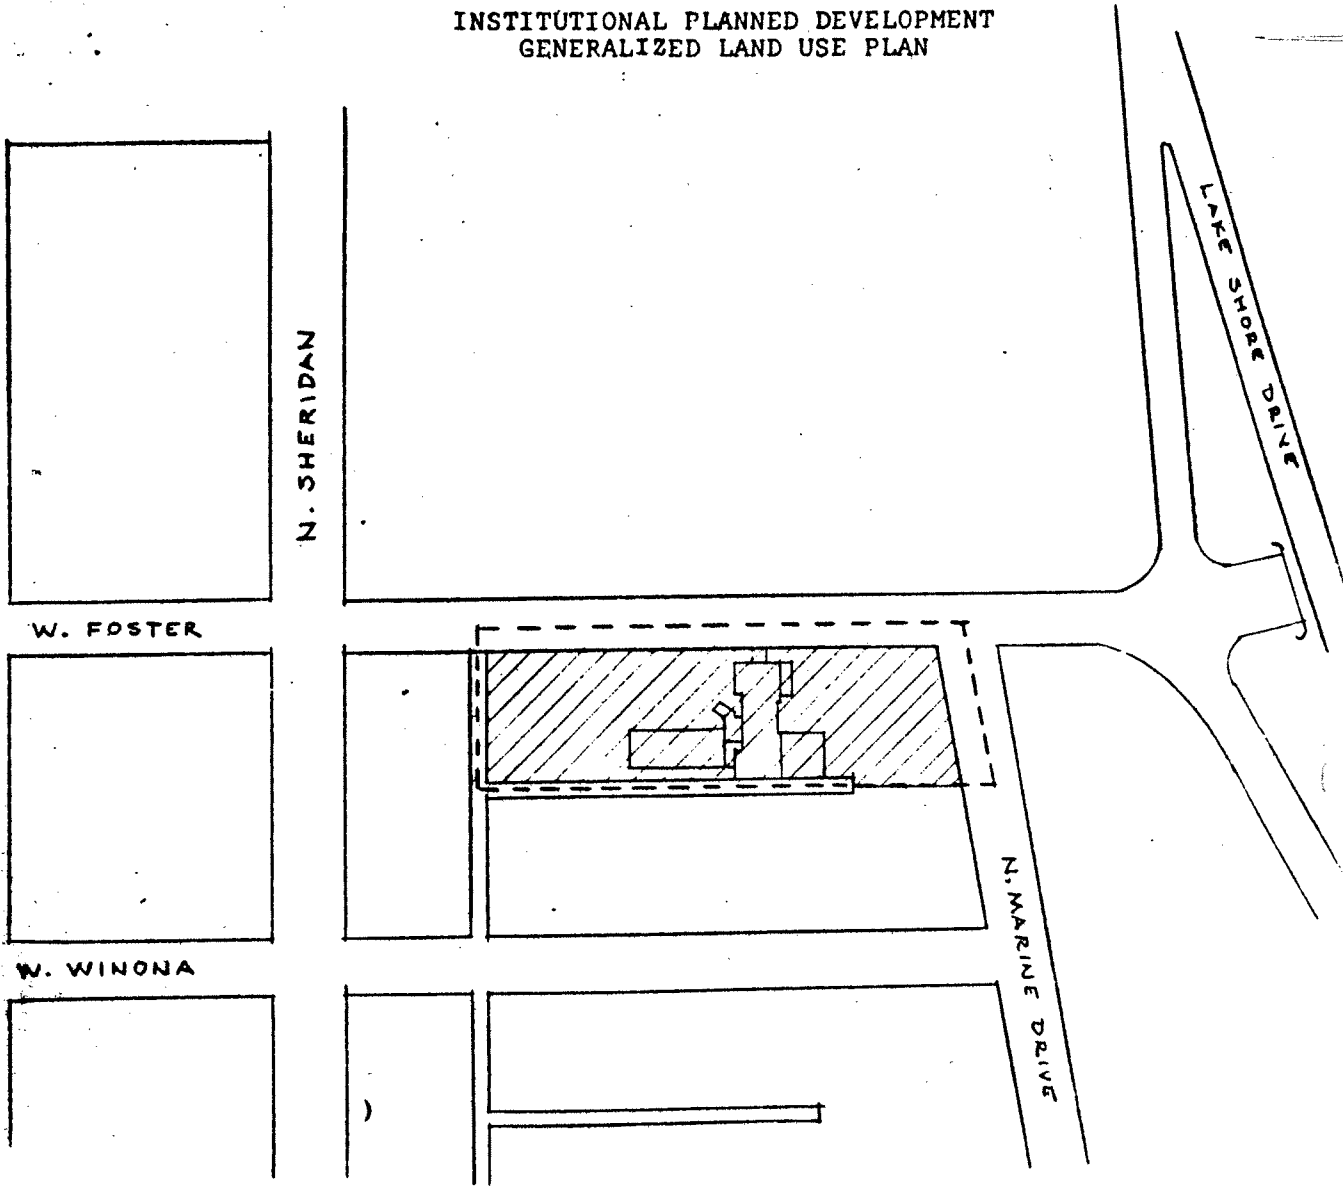 INSTITUTIONAL PLANNED DEVELOPMENT
GENERALIZED LAND USE PLAN
LAKE SHORE DRIVE
N. SHERIDAN
W. FOSTER
N. MARINE DRIVE
W. WINONA